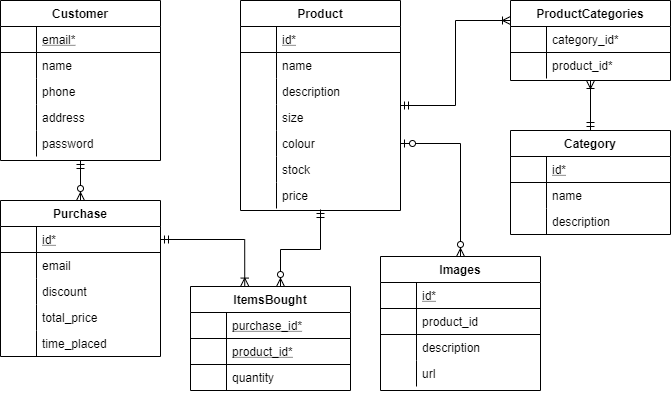 Customer
email*
name
phone
address
password
Product
id*
name
description
size
colour
stock
price
ProductCategories
category_id*
product_id*
Category
id*
name
description
Purchase
id*
email
discount
total_price
time_placed
ItemsBought
purchase_id*
product_id*
quantity
Images
id*
product_id
description
url